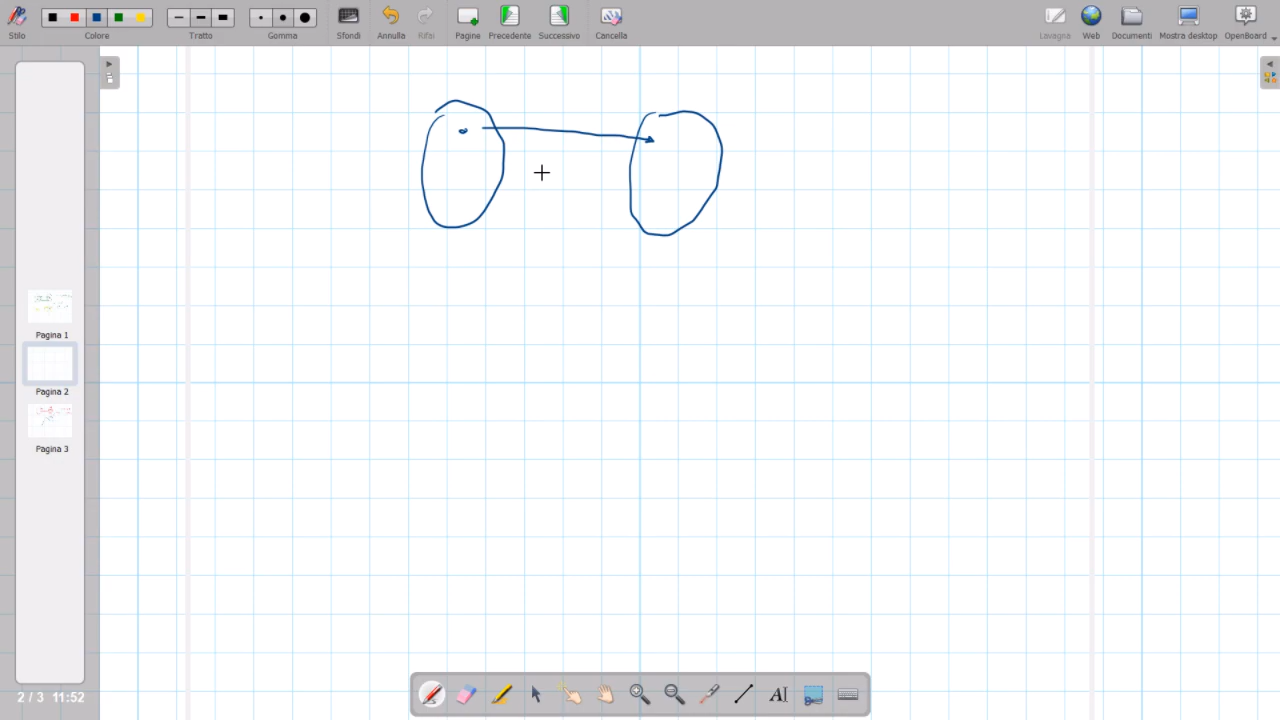 Stilo Colore Tratto Gomma Sfondi Annulla Rifai Pagine Precedente Successivo Cancella Lavagna Web Documenti Mostra desktop OpenBoard
Pagina 1
Pagina 2
Pagina 3
2 / 3 11:52
AI